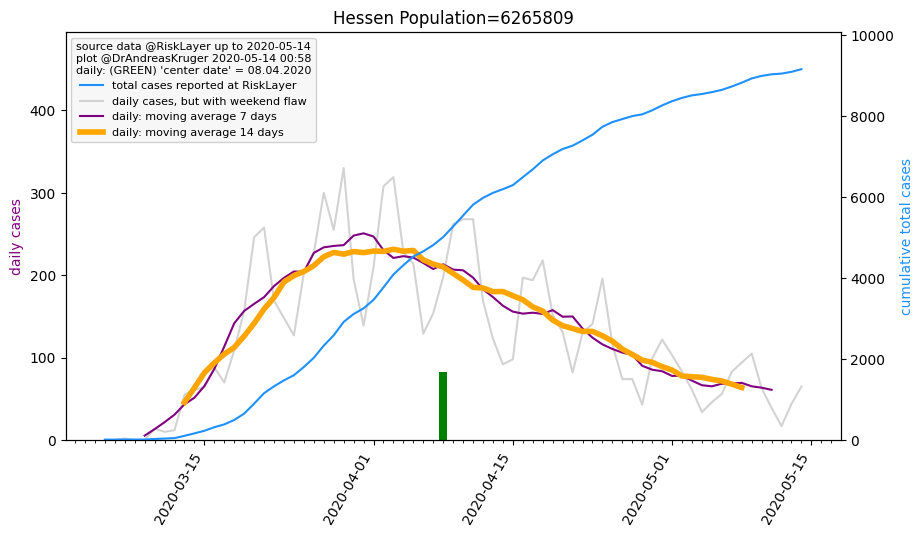 Hessen Population=6265809
source data @RiskLayer up to 2020-05-14
plot @DrAndreasKruger 2020-05-14 00:58
daily: (GREEN) 'center date' = 08.04.2020
total cases reported at RiskLayer
daily cases, but with weekend flaw
daily: moving average 7 days
daily: moving average 14 days
daily cases
400
300
200
100
0
10000
8000
6000
4000
2000
0
cumulative total cases
2020-03-15
2020-04-01
2020-04-15
2020-05-01
2020-05-15